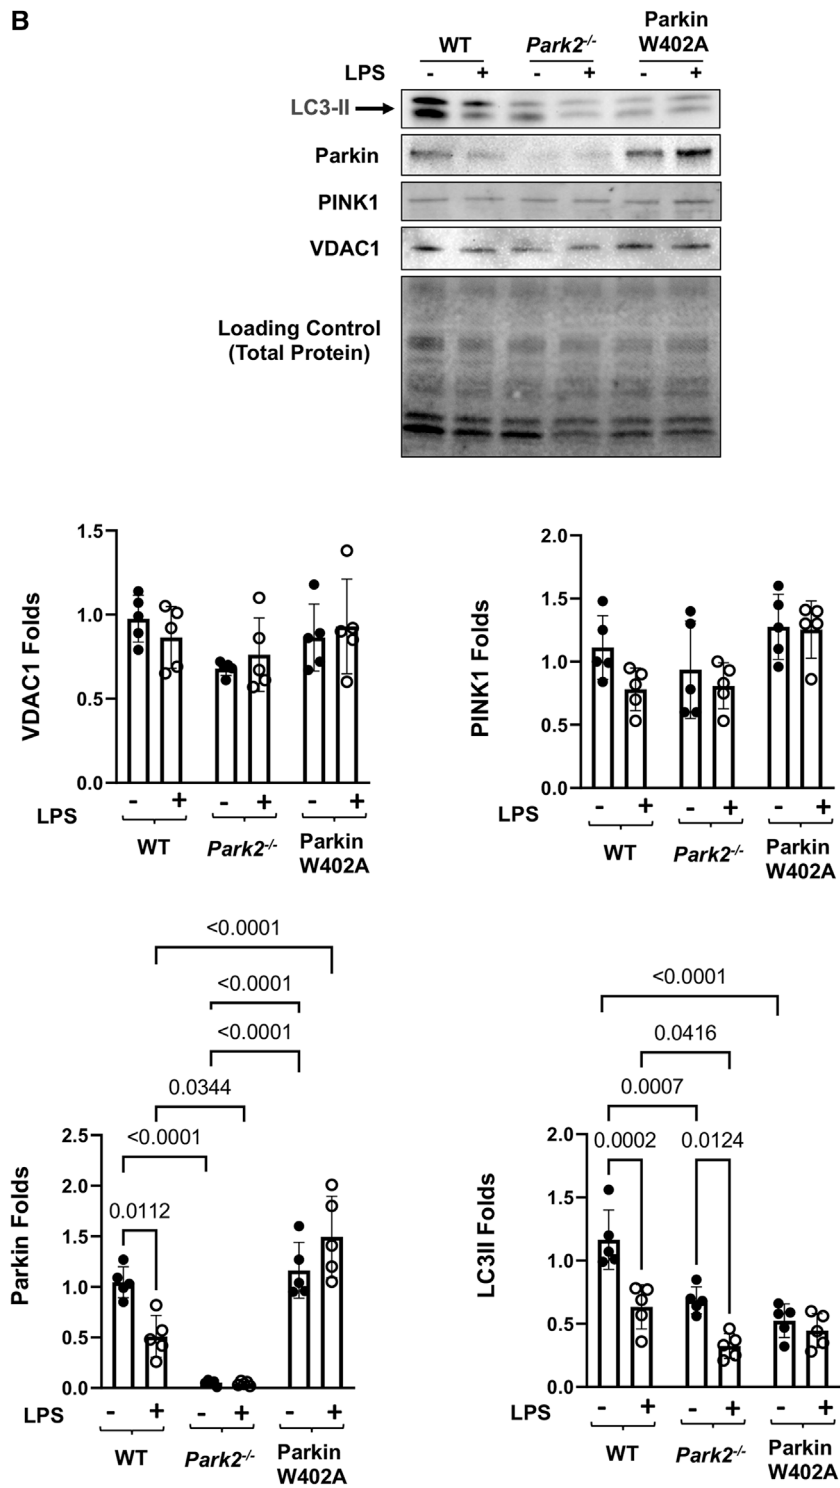 B
WT Park2-/- Parkin W402A
LPS - + - + - +
LC3-II
Parkin
PINK1
VDAC1
Loading Control
(Total Protein)
VDAC1 Folds
1.5
1.0
0.5
0.0
LPS - + - + - +
WT Park2-/- Parkin
W402A
PINK1 Folds
2.0
1.5
1.0
0.5
0.0
LPS - + - + - +
WT Park2-/- Parkin
W402A
<0.0001
<0.0001
<0.0001
0.0344
<0.0001
0.0112
Parkin Folds
2.5
2.0
1.5
1.0
0.5
0.0
LPS - + - + - +
WT Park2-/- Parkin
W402A
<0.0001
0.0416
0.0007
0.0002 0.0124
LC3II Folds
2.0
1.5
1.0
0.5
0.0
LPS - + - + - +
WT Park2-/- Parkin
W402A